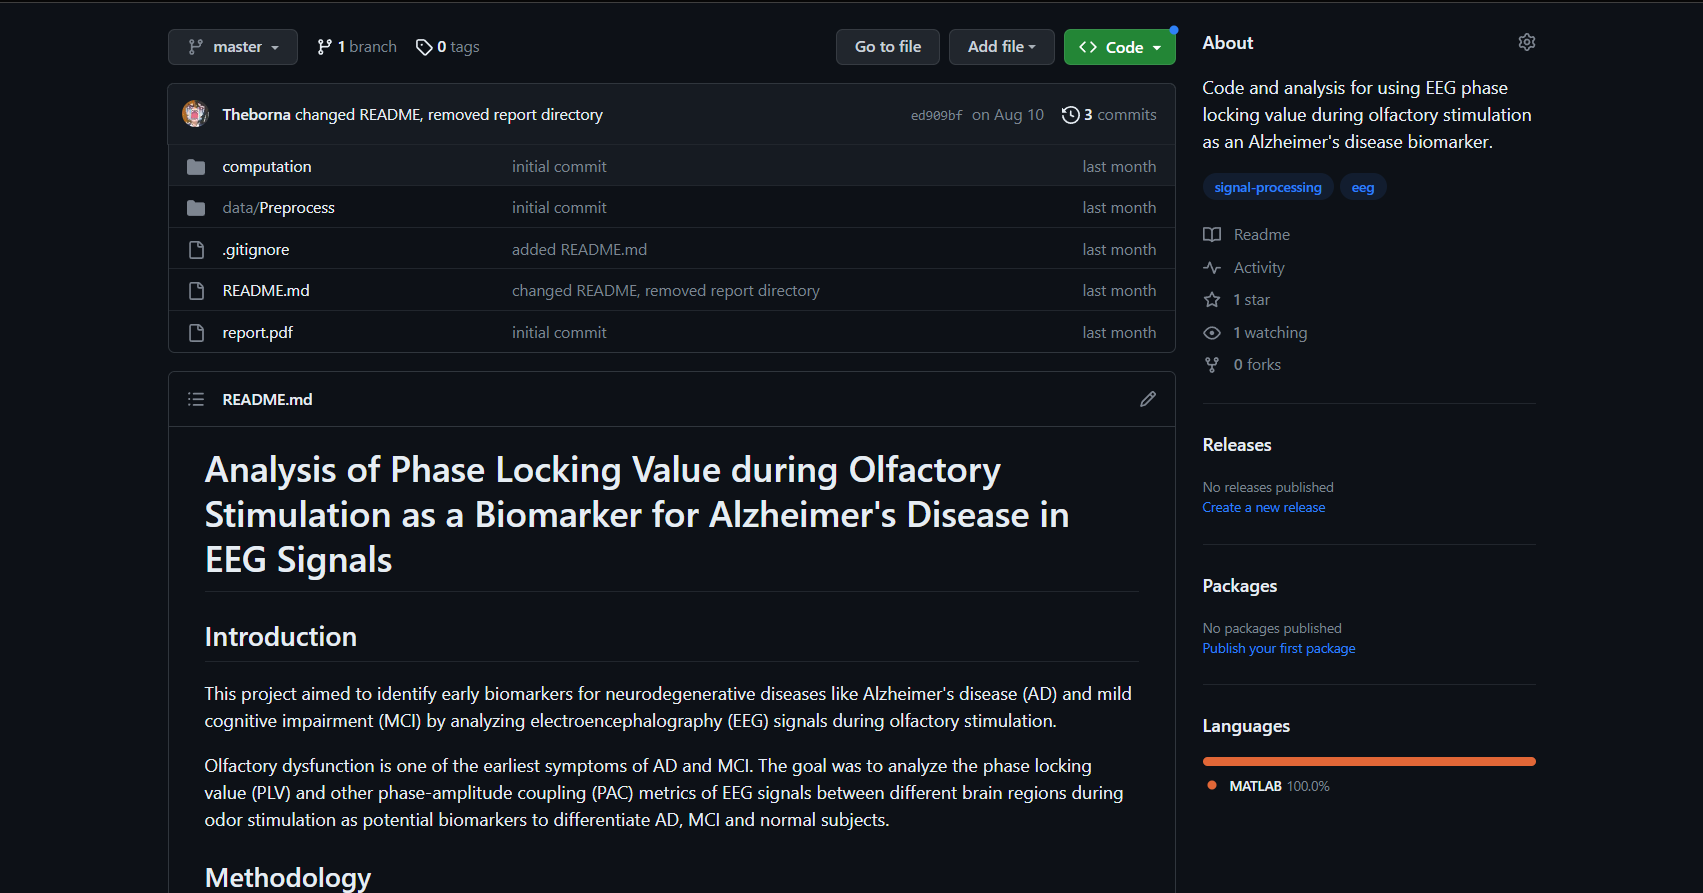 master
1 branch
0 tags
Go to file
Add file
Code
Theborna changed README, removed report directory
ed909bf on Aug 10
3 commits
computation
initial commit
last month
data/Preprocess
initial commit
last month
.gitignore
added README.md
last month
README.md
changed README, removed report directory
last month
report.pdf
initial commit
last month
README.md
Analysis of Phase Locking Value during Olfactory
Stimulation as a Biomarker for Alzheimer's Disease in
EEG Signals
Introduction
This project aimed to identify early biomarkers for neurodegenerative diseases like Alzheimer's disease (AD) and mild
cognitive impairment (MCI) by analyzing electroencephalography (EEG) signals during olfactory stimulation.
Olfactory dysfunction is one of the earliest symptoms of AD and MCI. The goal was to analyze the phase locking
value (PLV) and other phase-amplitude coupling (PAC) metrics of EEG signals between different brain regions during
odor stimulation as potential biomarkers to differentiate AD, MCI and normal subjects.
Methodology
About
Code and analysis for using EEG phase
locking value during olfactory stimulation
as an Alzheimer's disease biomarker.
signal-processing
eeg
Readme
Activity
1 star
1 watching
0 forks
Releases
No releases published
Create a new release
Packages
No packages published
Publish your first package
Languages
MATLAB 100.0%